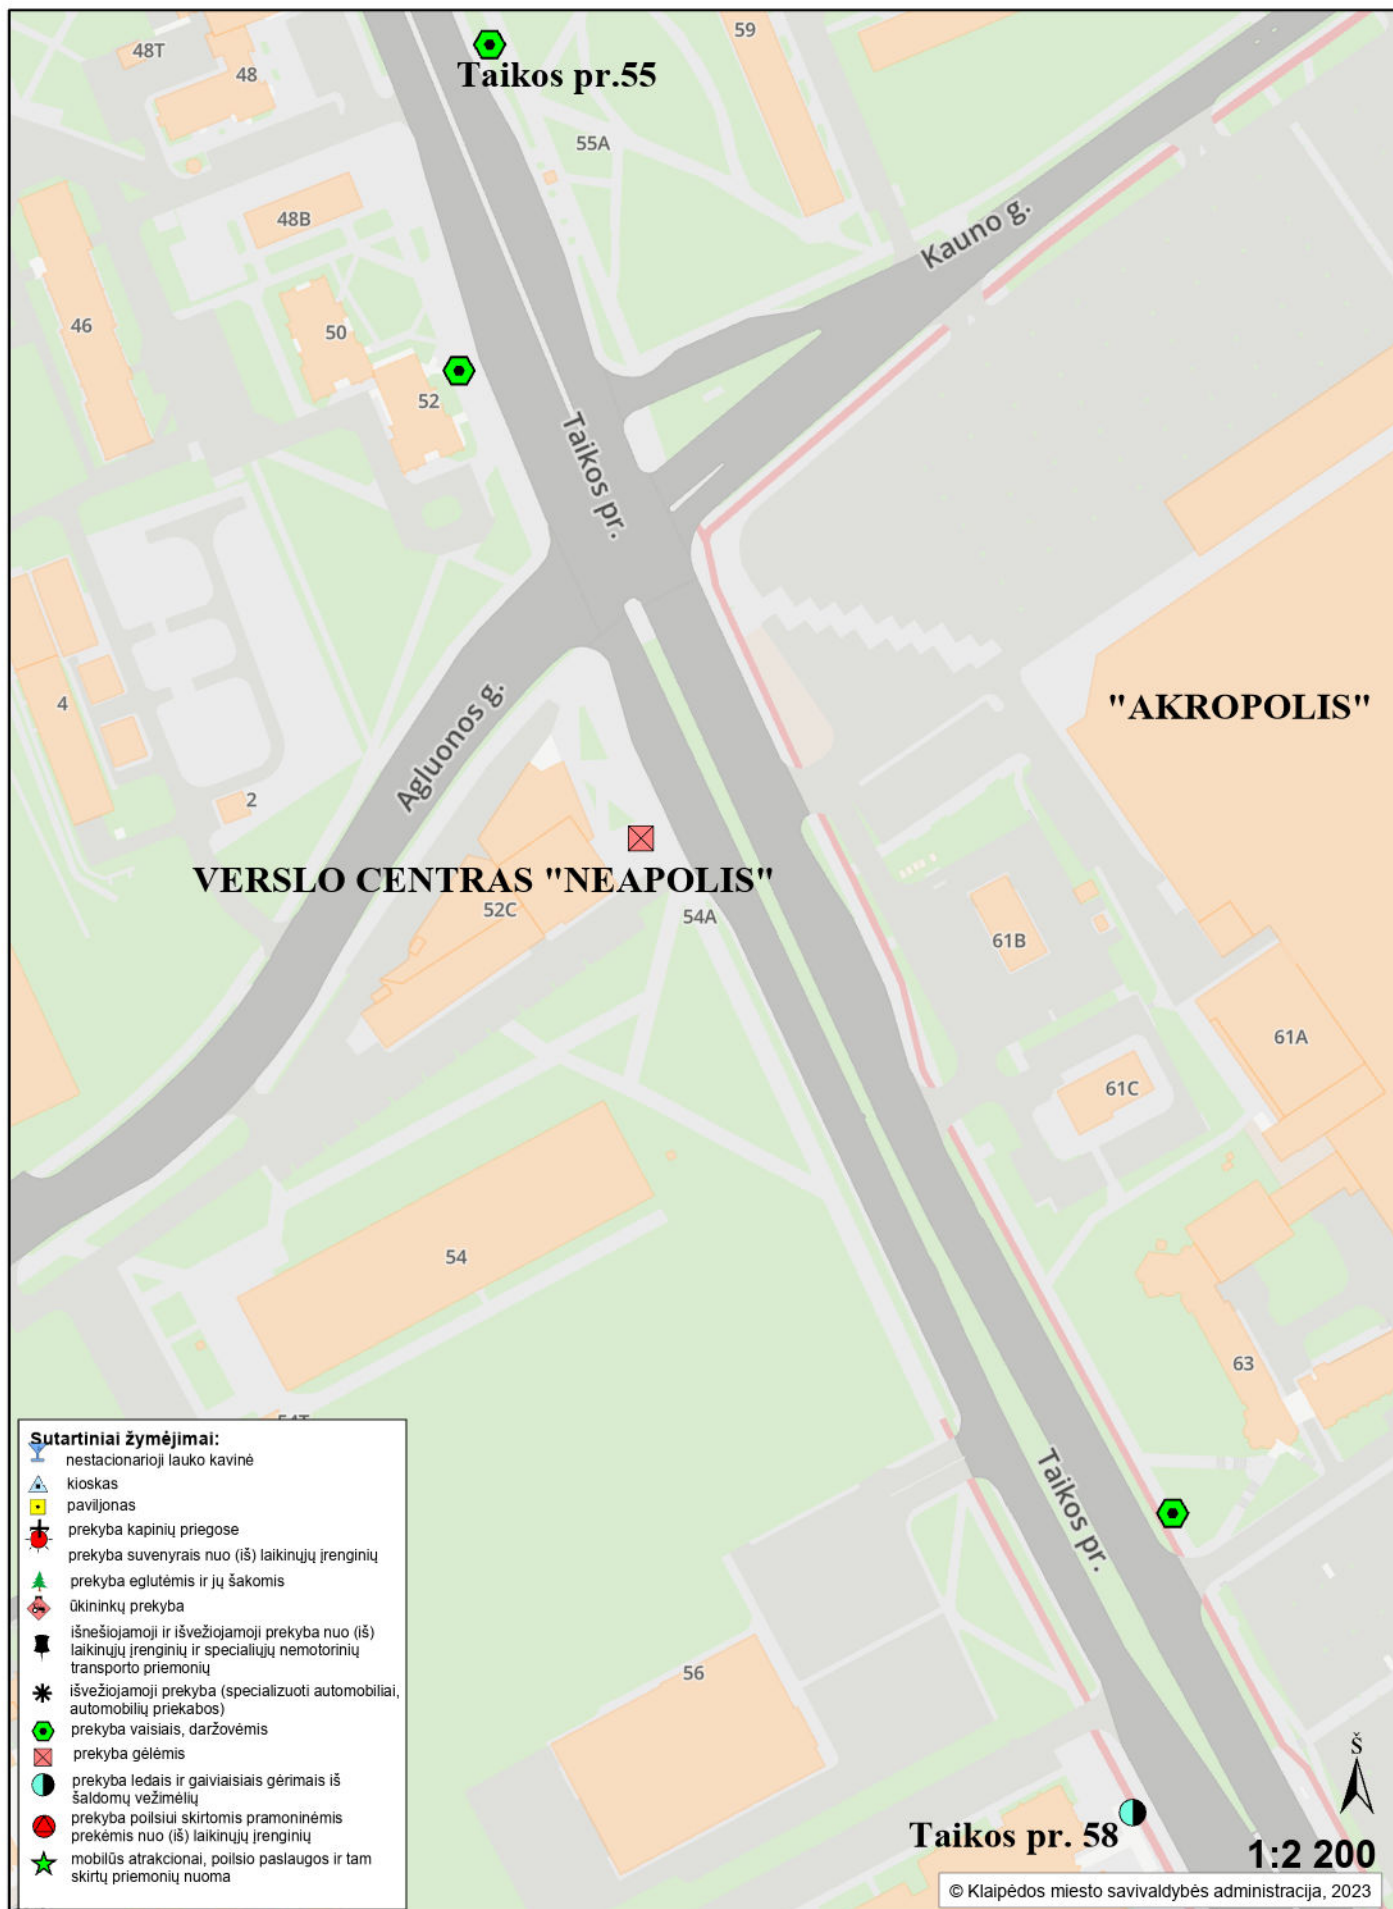 59
48T
48
Taikos pr.55
55A
48B
Kauno g.
46
50
52
Taikos pr.
"AKROPOLIS"
4
Agluonos g.
2
VERSLO CENTRAS "NEAPOLIS"
52C
54A
61B
61A
61C
54
63
Taikos pr.
56
Sutartiniai žymėjimai:
nestacionarioji lauko kavinė
kioskas
paviljonas
prekyba kapinių prieigose
prekyba suvenyrais nuo (iš) laikinųjų įrenginių
prekyba eglutėmis ir jų šakomis
ūkininkų prekyba
išnešiojamoji ir išvežiojamoji prekyba nuo (iš)
laikinųjų įrenginių ir specialiųjų nemotorinių
transporto priemonių
išvežiojamoji prekyba (specializuoti automobiliai,
automobilių priekabos)
prekyba vaisiais, daržovėmis
prekyba gėlėmis
prekyba ledais ir gaiviaisiais gėrimais iš
šaldomų vežimėlių
prekyba poilsiui skirtomis pramoninėmis
prekėmis nuo (iš) laikinųjų įrenginių
mobilūs atrakcionai, poilsio paslaugos ir tam
skirtų priemonių nuoma
Š
Taikos pr. 58
1:2 200
© Klaipėdos miesto savivaldybės administracija, 2023